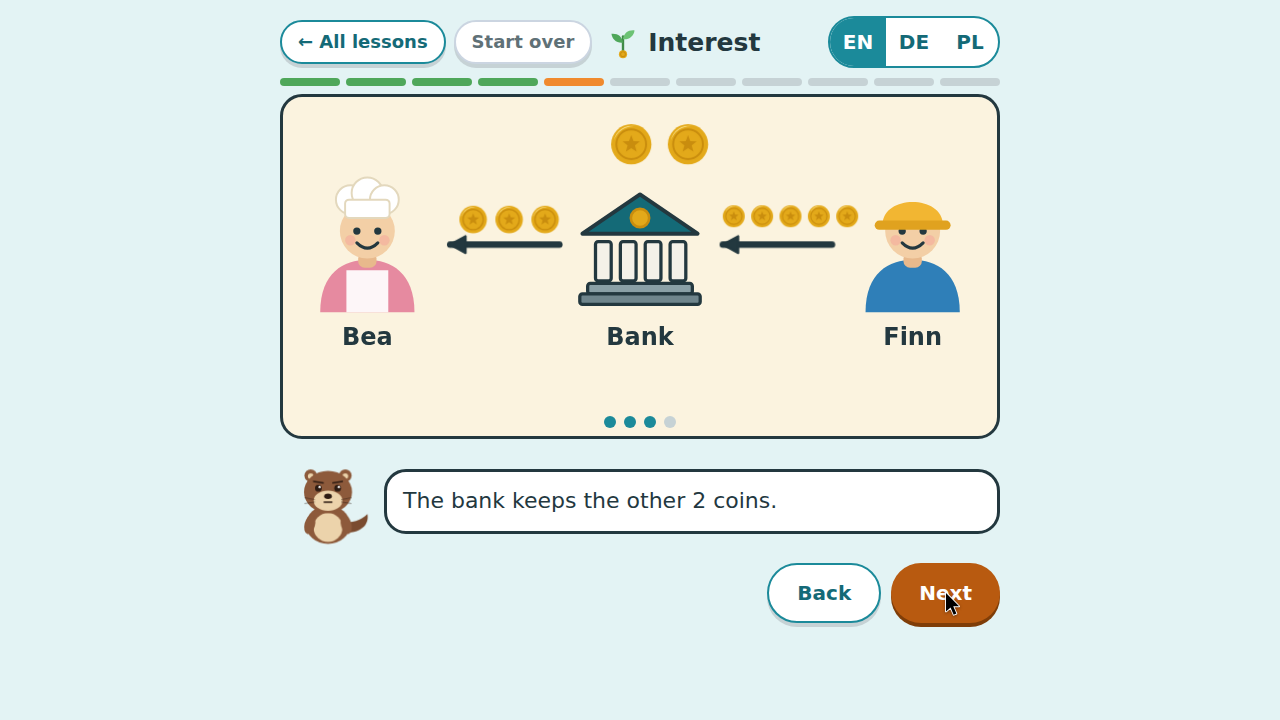 ← All lessons
Start over
Interest
EN DE PL
Bea
Bank
Finn
The bank keeps the other 2 coins.
Back
Next